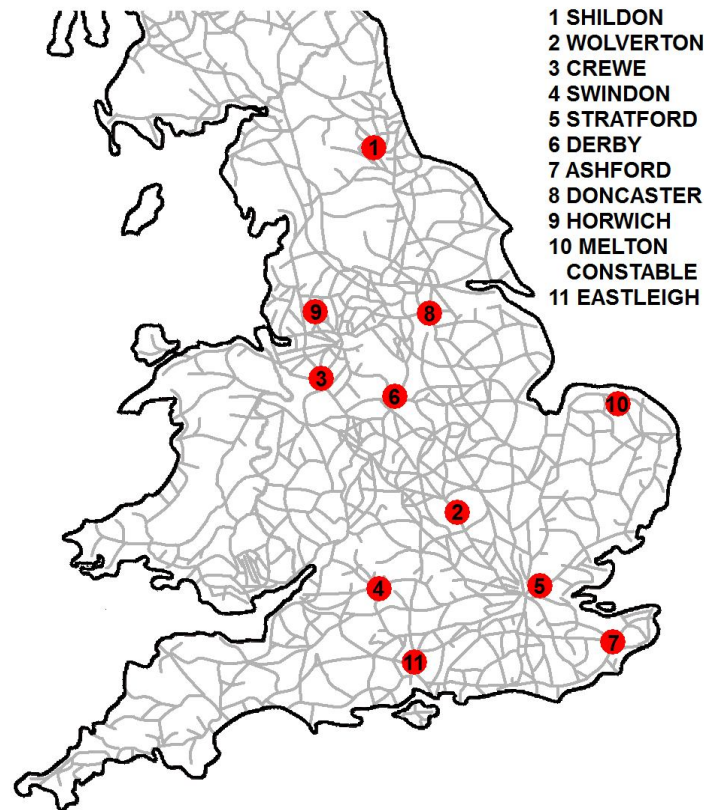 1 SHILDON
2 WOLVERTON
3 CREWE
4 SWINDON
5 STRATFORD
6 DERBY
7 ASHFORD
8 DONCASTER
9 HORWICH
10 MELTON
CONSTABLE
11 EASTLEIGH
1
9
8
3
6
10
2
4
5
7
11